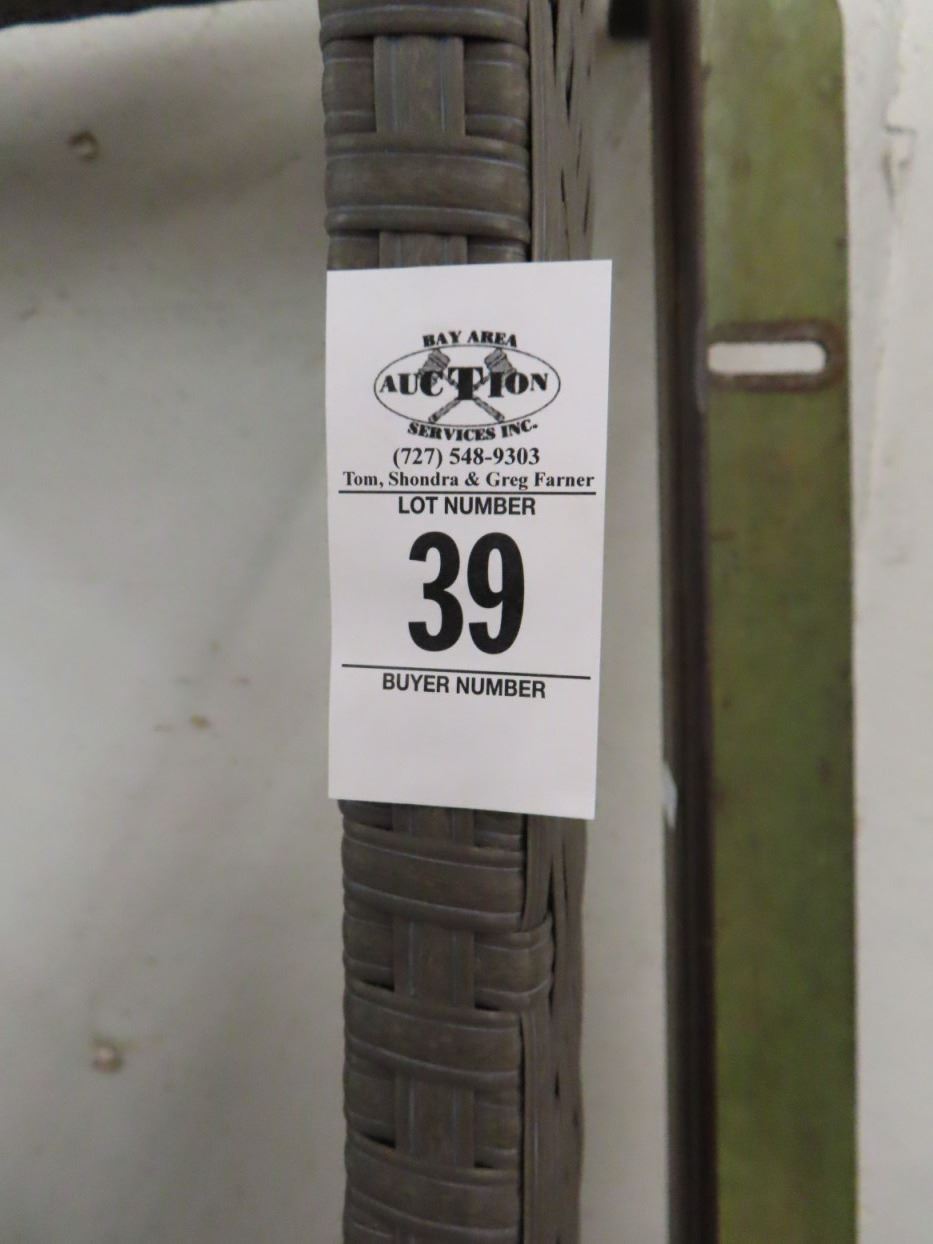 BAY AREA
AUCTION
SERVICES INC.
(727) 548-9303
Tom, Shondra & Greg Farner
LOT NUMBER
39
BUYER NUMBER